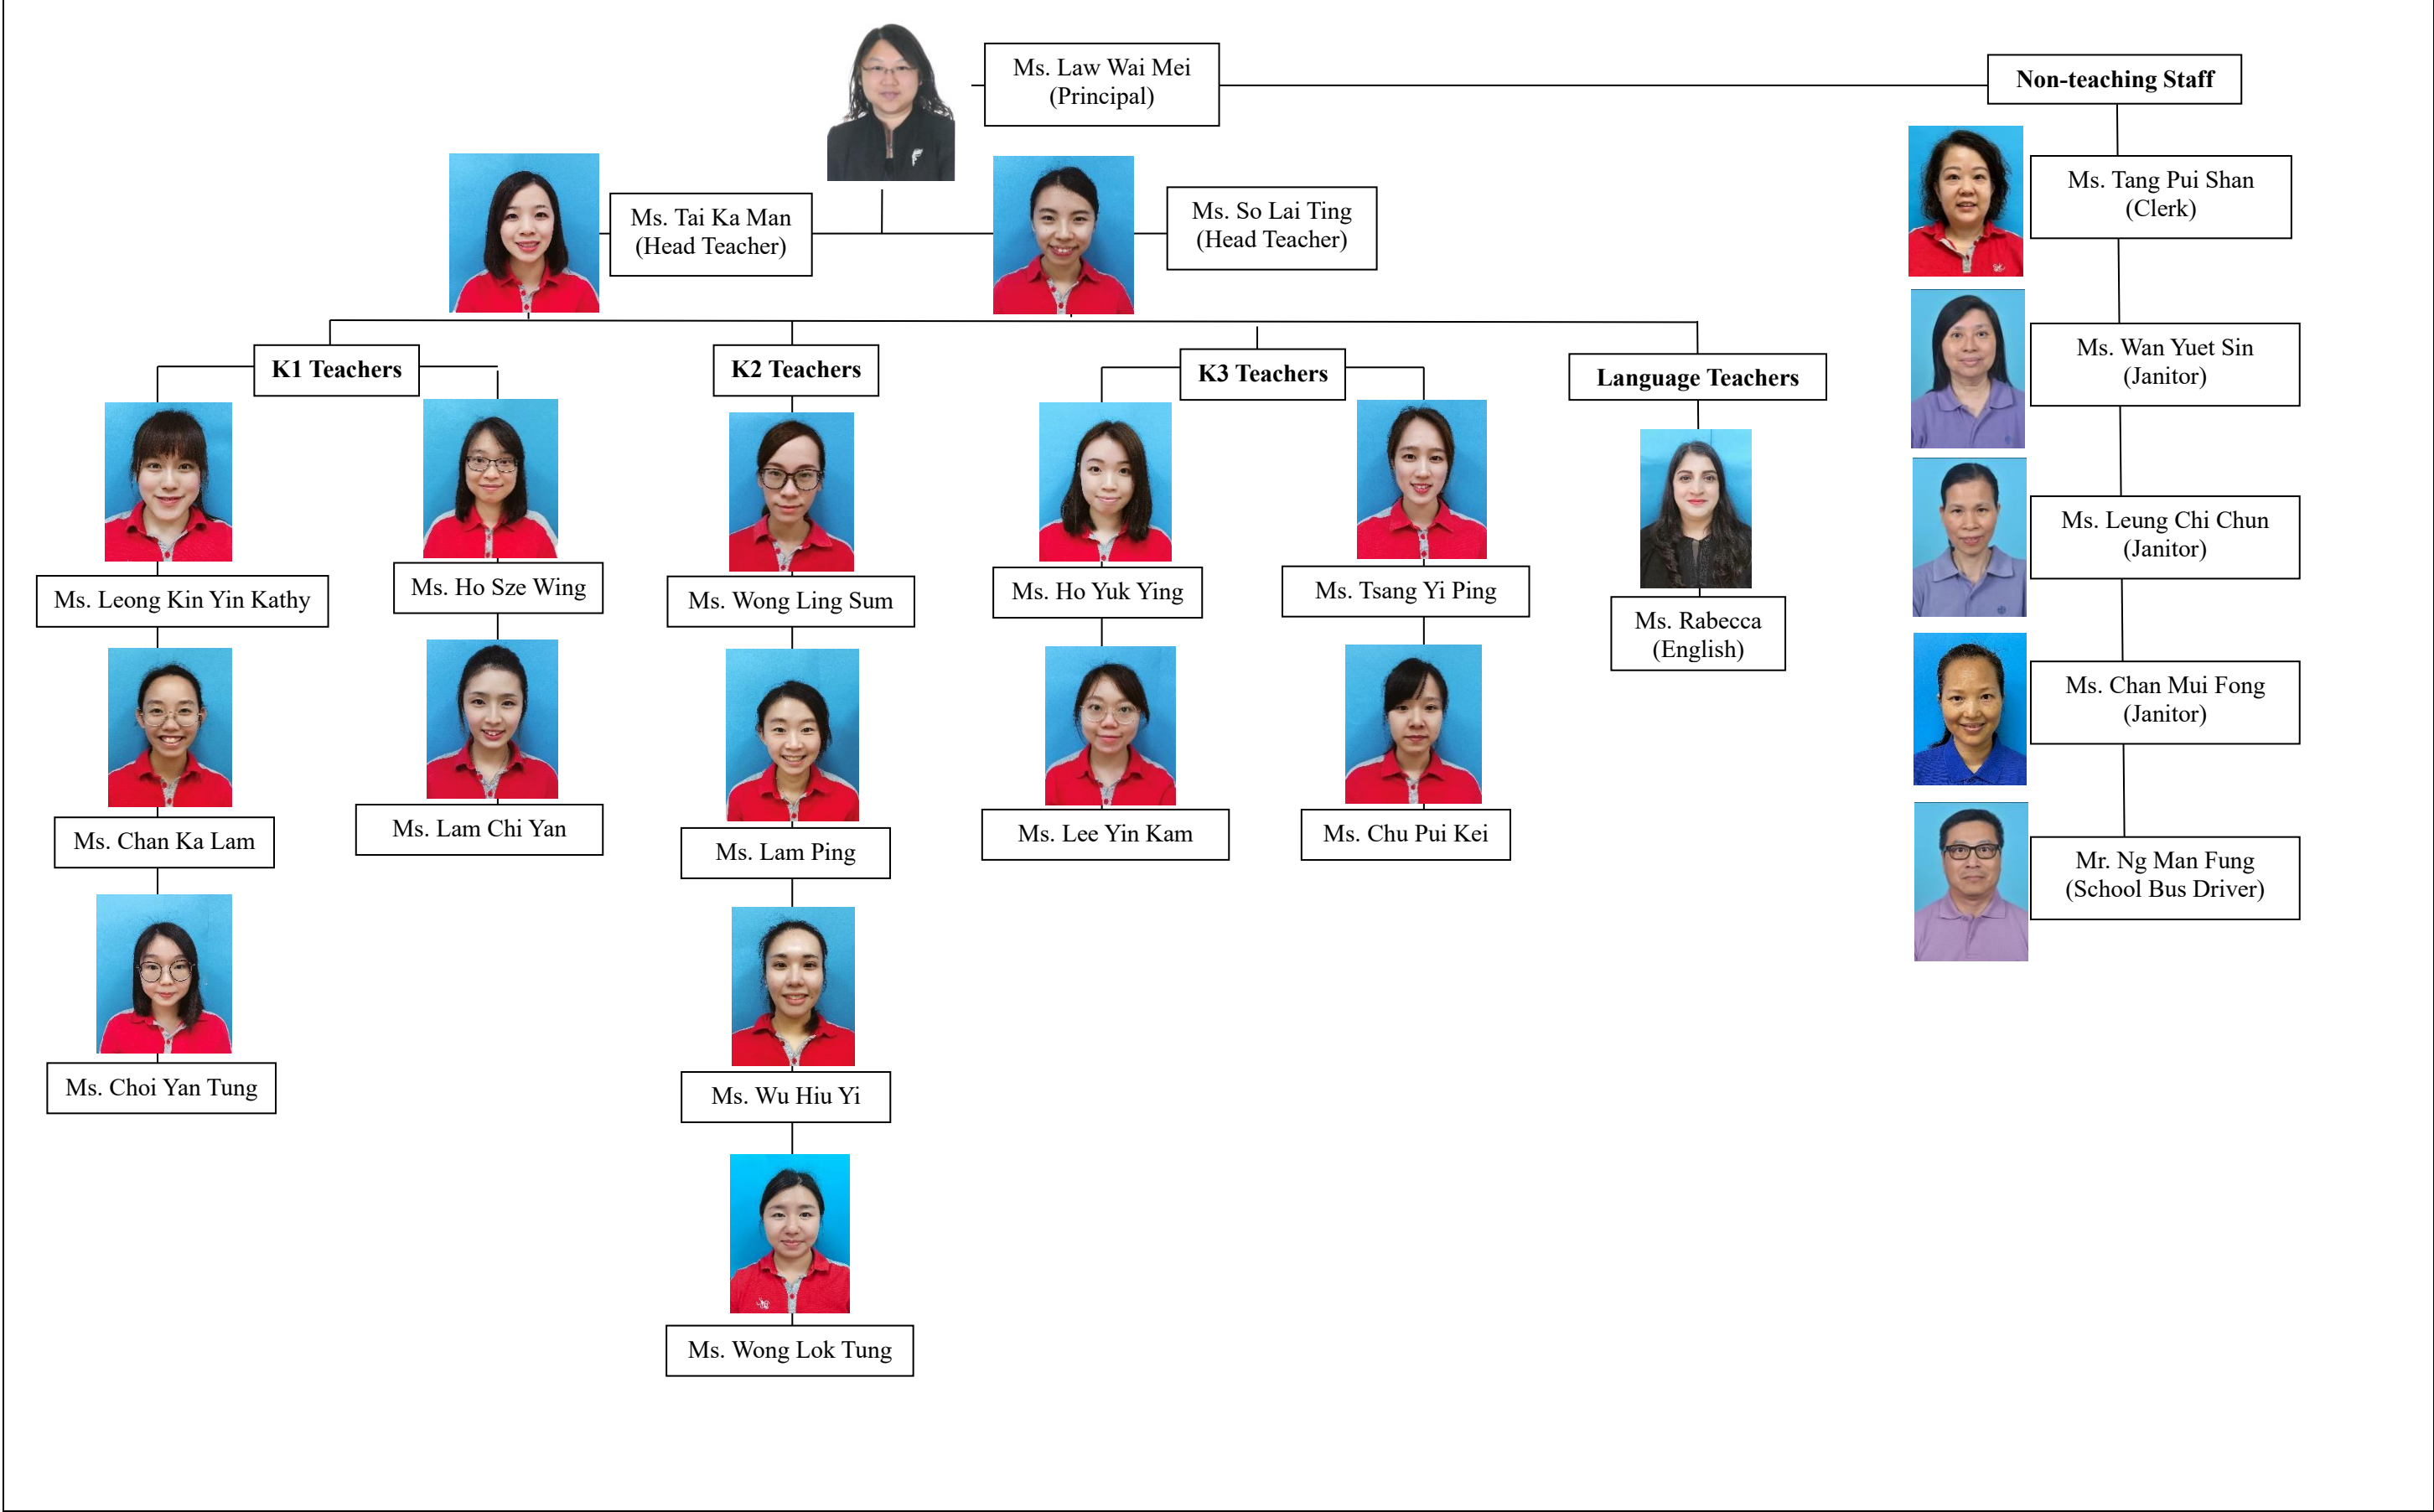 Ms. Law Wai Mei
(Principal)
Non-teaching Staff
Ms. Tai Ka Man
(Head Teacher)
Ms. So Lai Ting
(Head Teacher)
Ms. Tang Pui Shan
(Clerk)
Ms. Wan Yuet Sin
(Janitor)
Ms. Leung Chi Chun
(Janitor)
Ms. Chan Mui Fong
(Janitor)
Mr. Ng Man Fung
(School Bus Driver)
K1 Teachers
Ms. Leong Kin Yin Kathy
Ms. Chan Ka Lam
Ms. Choi Yan Tung
Ms. Ho Sze Wing
Ms. Lam Chi Yan
K2 Teachers
Ms. Wong Ling Sum
Ms. Lam Ping
Ms. Wu Hiu Yi
Ms. Wong Lok Tung
K3 Teachers
Ms. Ho Yuk Ying
Ms. Lee Yin Kam
Ms. Tsang Yi Ping
Ms. Chu Pui Kei
Language Teachers
Ms. Rabecca
(English)